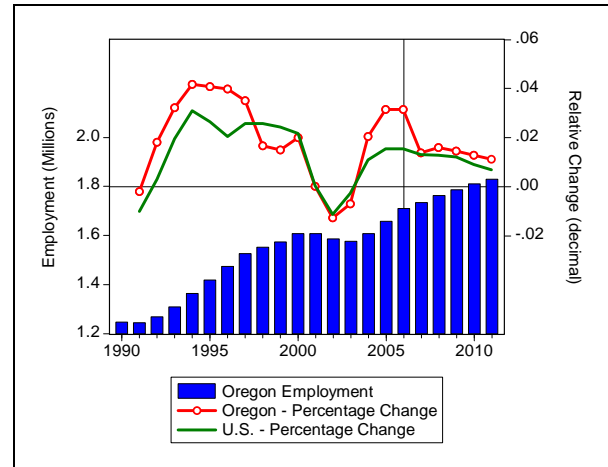 .06
.04
.02
.00
-.02
Relative Change (decimal)
Employment (Millions)
2.0
1.8
1.6
1.4
1.2
1990 1995 2000 2005 2010
Oregon Employment
Oregon - Percentage Change
U.S. - Percentage Change